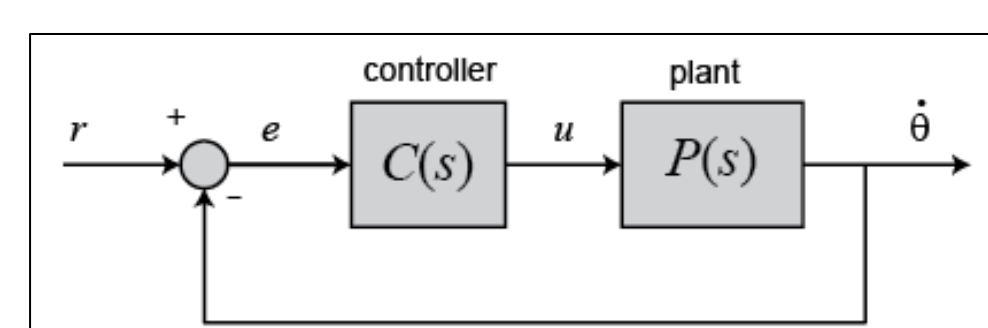 controller plant
r + e C(s) u P(s) θ̇
−